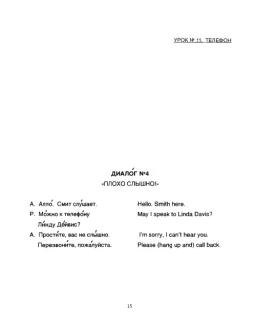 УРОК № 15. ТЕЛЕФОН
ДИАЛО́Г №4
«ПЛОХО СЛЫШНО!»
А. Алло́. Смит слу́шает. Hello. Smith here.
Р. Мо́жно к телефо́ну May I speak to Linda Davis?
Ли́нду Дэ́йвис?
А. Прости́те, вас не слы́шно. I'm sorry, I can't hear you.
Перезвони́те, пожа́луйста. Please (hang up and) call back.
15